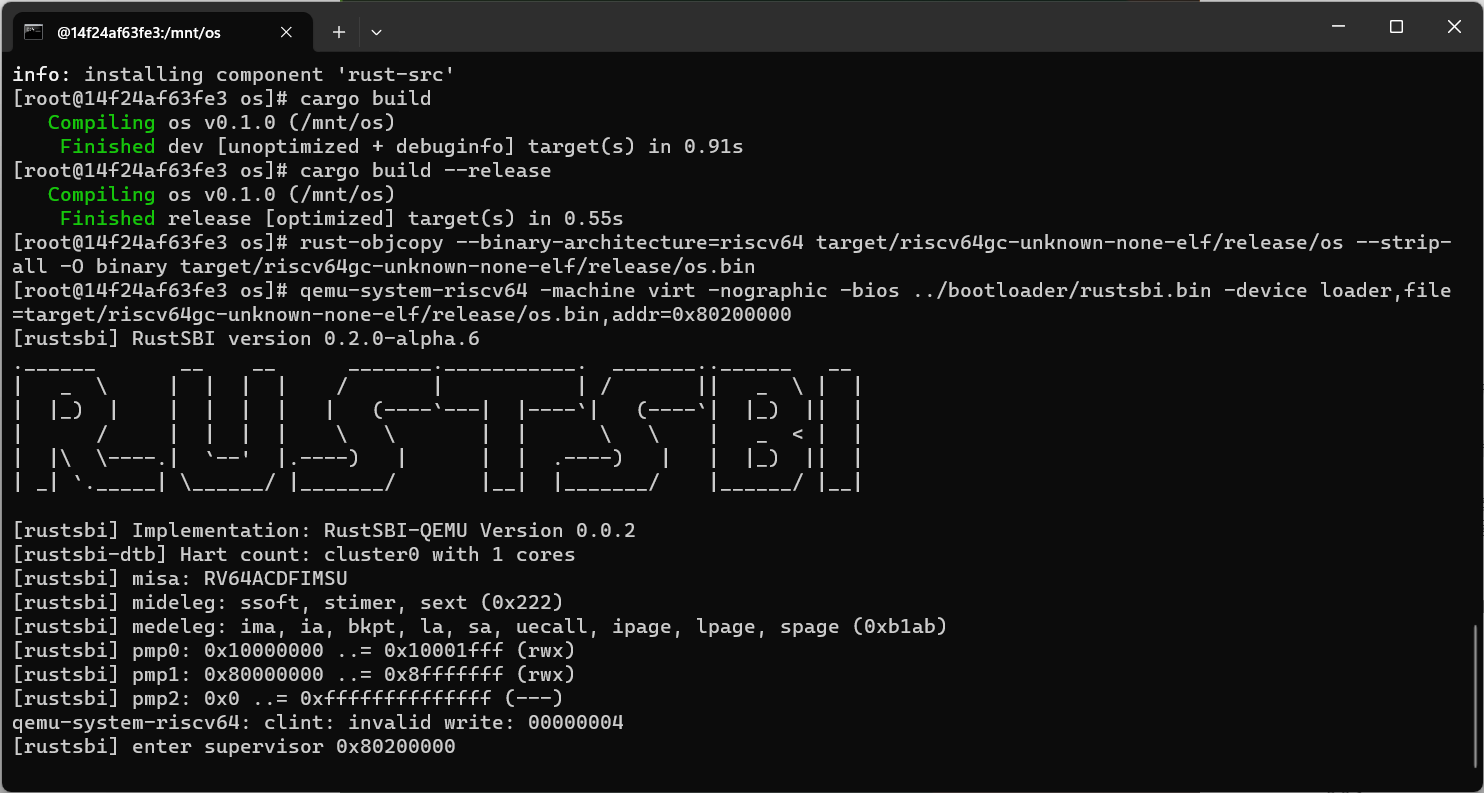 @14f24af63fe3:/mnt/os
info: installing component 'rust-src'
[root@14f24af63fe3 os]# cargo build
   Compiling os v0.1.0 (/mnt/os)
    Finished dev [unoptimized + debuginfo] target(s) in 0.91s
[root@14f24af63fe3 os]# cargo build --release
   Compiling os v0.1.0 (/mnt/os)
    Finished release [optimized] target(s) in 0.55s
[root@14f24af63fe3 os]# rust-objcopy --binary-architecture=riscv64 target/riscv64gc-unknown-none-elf/release/os --strip-
all -O binary target/riscv64gc-unknown-none-elf/release/os.bin
[root@14f24af63fe3 os]# qemu-system-riscv64 -machine virt -nographic -bios ../bootloader/rustsbi.bin -device loader,file
=target/riscv64gc-unknown-none-elf/release/os.bin,addr=0x80200000
[rustsbi] RustSBI version 0.2.0-alpha.6
RUSTSBI
[rustsbi] Implementation: RustSBI-QEMU Version 0.0.2
[rustsbi-dtb] Hart count: cluster0 with 1 cores
[rustsbi] misa: RV64ACDFIMSU
[rustsbi] mideleg: ssoft, stimer, sext (0x222)
[rustsbi] medeleg: ima, ia, bkpt, la, sa, uecall, ipage, lpage, spage (0xb1ab)
[rustsbi] pmp0: 0x10000000 ..= 0x10001fff (rwx)
[rustsbi] pmp1: 0x80000000 ..= 0x8fffffff (rwx)
[rustsbi] pmp2: 0x0 ..= 0xffffffffffffff (---)
qemu-system-riscv64: clint: invalid write: 00000004
[rustsbi] enter supervisor 0x80200000